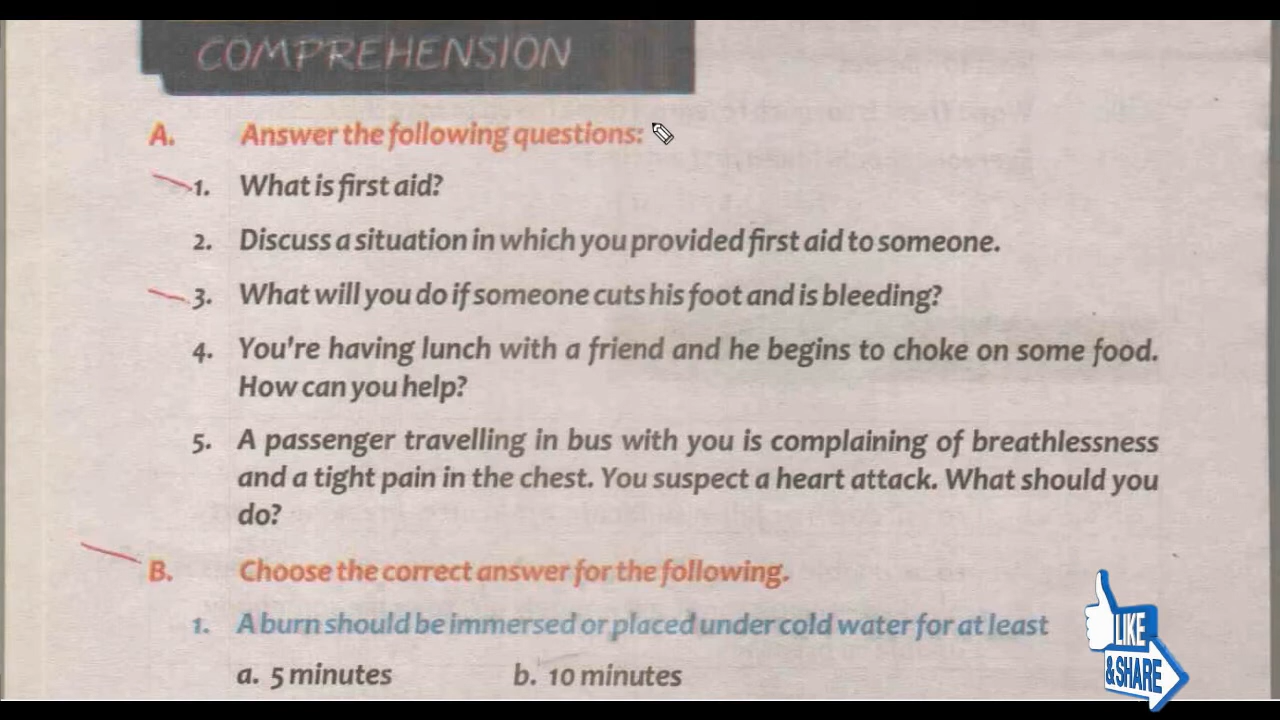 COMPREHENSION
A. Answer the following questions:
1. What is first aid?
2. Discuss a situation in which you provided first aid to someone.
3. What will you do if someone cuts his foot and is bleeding?
4. You're having lunch with a friend and he begins to choke on some food.
How can you help?
5. A passenger travelling in bus with you is complaining of breathlessness
and a tight pain in the chest. You suspect a heart attack. What should you
do?
B. Choose the correct answer for the following.
1. A burn should be immersed or placed under cold water for at least
a. 5 minutes b. 10 minutes
LIKE
& SHARE